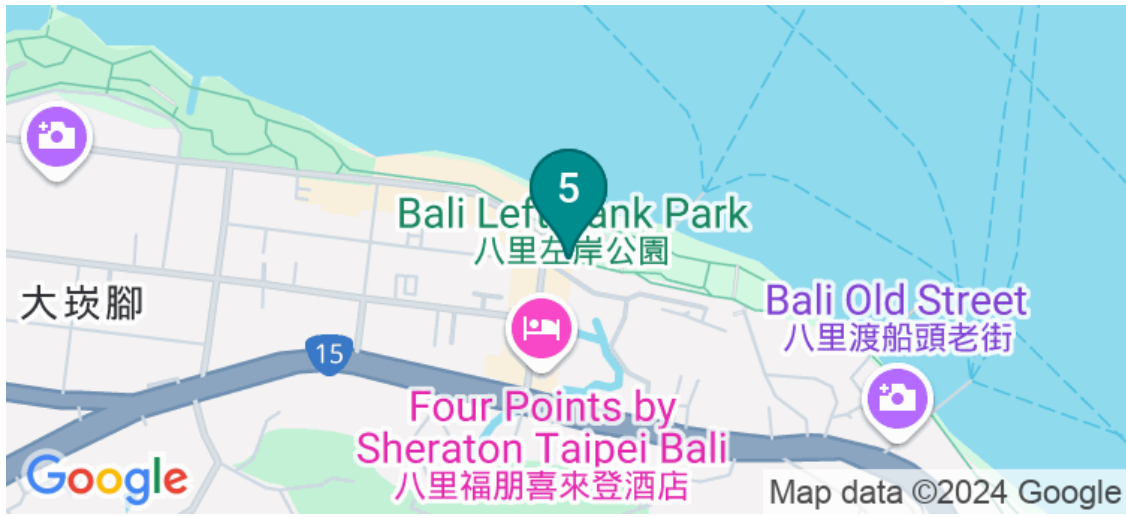 5
Bali Left Bank Park
八里左岸公園
大崁腳
Bali Old Street
八里渡船頭老街
15
Four Points by
Sheraton Taipei Bali
八里福朋喜來登酒店
Google
Map data ©2024 Google